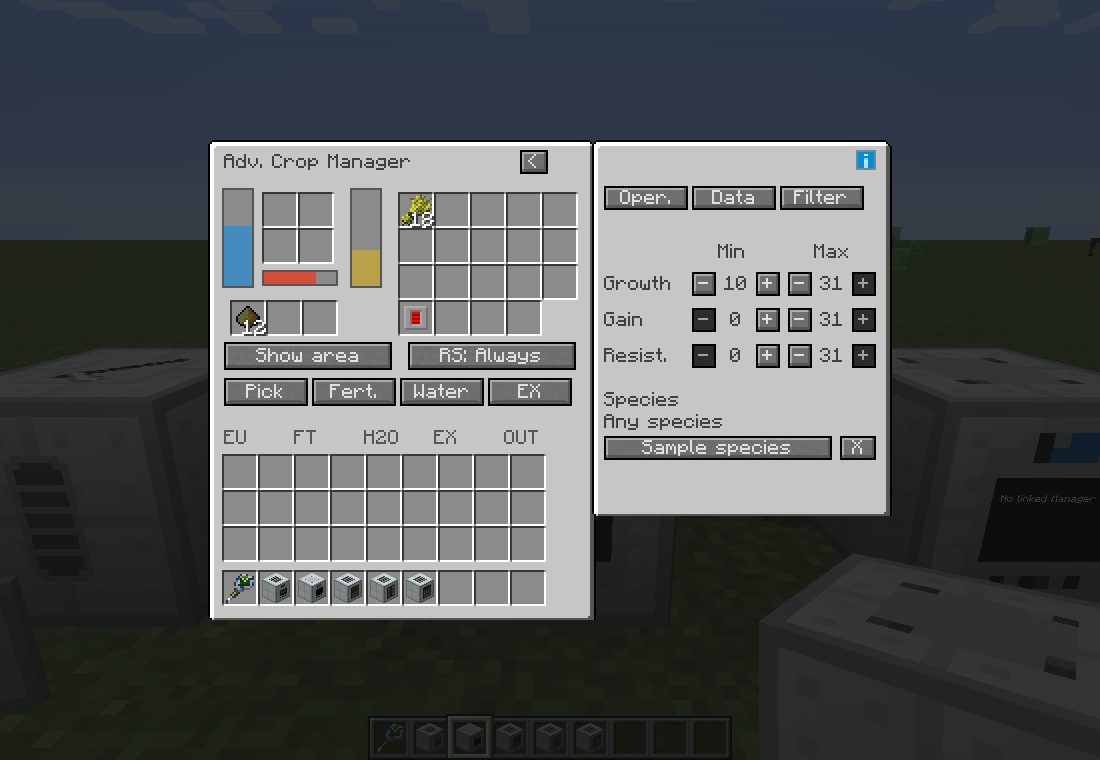 Adv. Crop Manager <
i
Oper. Data Filter
Min Max
18
Growth - 10 + - 31 +
Gain - 0 + - 31 +
12
Resist. - 0 + - 31 +
Show area RS: Always
Pick Fert. Water EX
Species
Any species
EU FT H2O EX OUT
Sample species X
No linked Manager